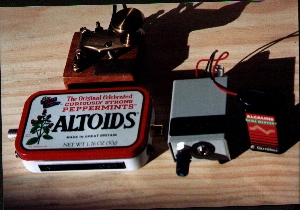 The Original Celebrated
CURIOUSLY STRONG
PEPPERMINTS
ALTOIDS
MADE IN GREAT BRITAIN
NET WT. 1.76 OZ (50g)
ALKALINE